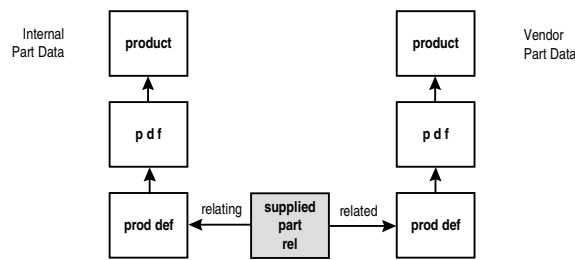 Internal
Part Data
product
product
Vendor
Part Data
p d f
p d f
prod def
relating
supplied
part
rel
related
prod def